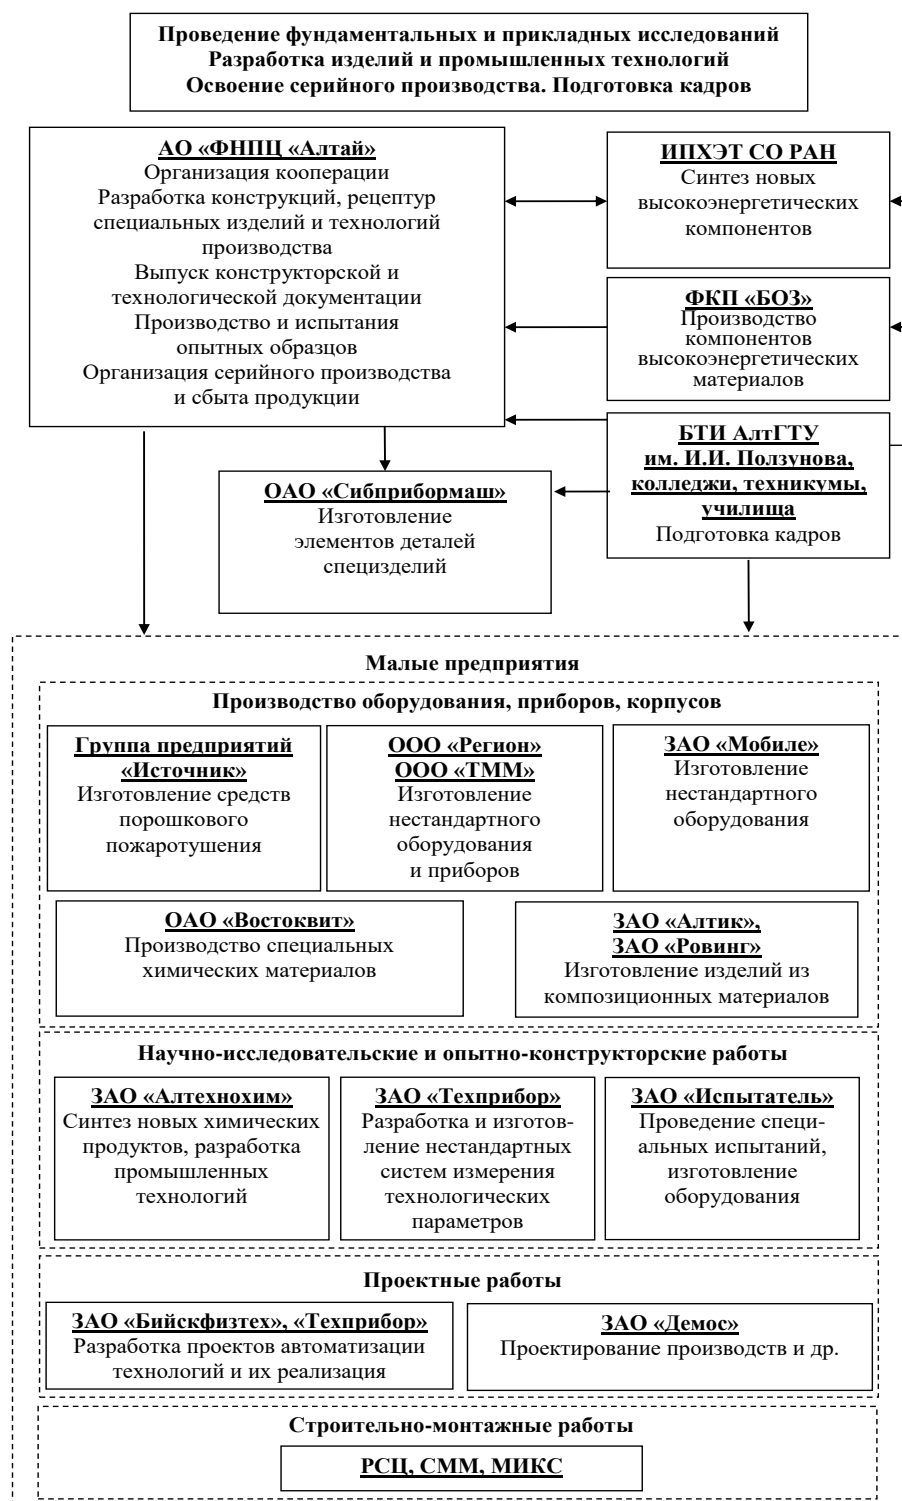 Проведение фундаментальных и прикладных исследований
Разработка изделий и промышленных технологий
Освоение серийного производства. Подготовка кадров
АО «ФНПЦ «Алтай»
Организация кооперации
Разработка конструкций, рецептур
специальных изделий и технологий
производства
Выпуск конструкторской и
технологической документации
Производство и испытания
опытных образцов
Организация серийного производства
и сбыта продукции
ИПХЭТ СО РАН
Синтез новых
высокоэнергетических
компонентов
ФКП «БОЗ»
Производство
компонентов
высокоэнергетических
материалов
БТИ АлтГТУ
им. И.И. Ползунова,
колледжи, техникумы,
училища
Подготовка кадров
ОАО «Сибприбормаш»
Изготовление
элементов деталей
специзделий
Малые предприятия
Производство оборудования, приборов, корпусов
Группа предприятий
«Источник»
Изготовление средств
порошкового
пожаротушения
ООО «Регион»
ООО «ТММ»
Изготовление
нестандартного
оборудования
и приборов
ЗАО «Мобиле»
Изготовление
нестандартного
оборудования
ОАО «Востоквит»
Производство специальных
химических материалов
ЗАО «Алтик»,
ЗАО «Ровинг»
Изготовление изделий из
композиционных материалов
Научно-исследовательские и опытно-конструкторские работы
ЗАО «Алтехнохим»
Синтез новых химических
продуктов, разработка
промышленных
технологий
ЗАО «Техприбор»
Разработка и изготов-
ление нестандартных
систем измерения
технологических
параметров
ЗАО «Испытатель»
Проведение специ-
альных испытаний,
изготовление
оборудования
Проектные работы
ЗАО «Бийскфизтех», «Техприбор»
Разработка проектов автоматизации
технологий и их реализация
ЗАО «Демос»
Проектирование производств и др.
Строительно-монтажные работы
РСЦ, СММ, МИКС